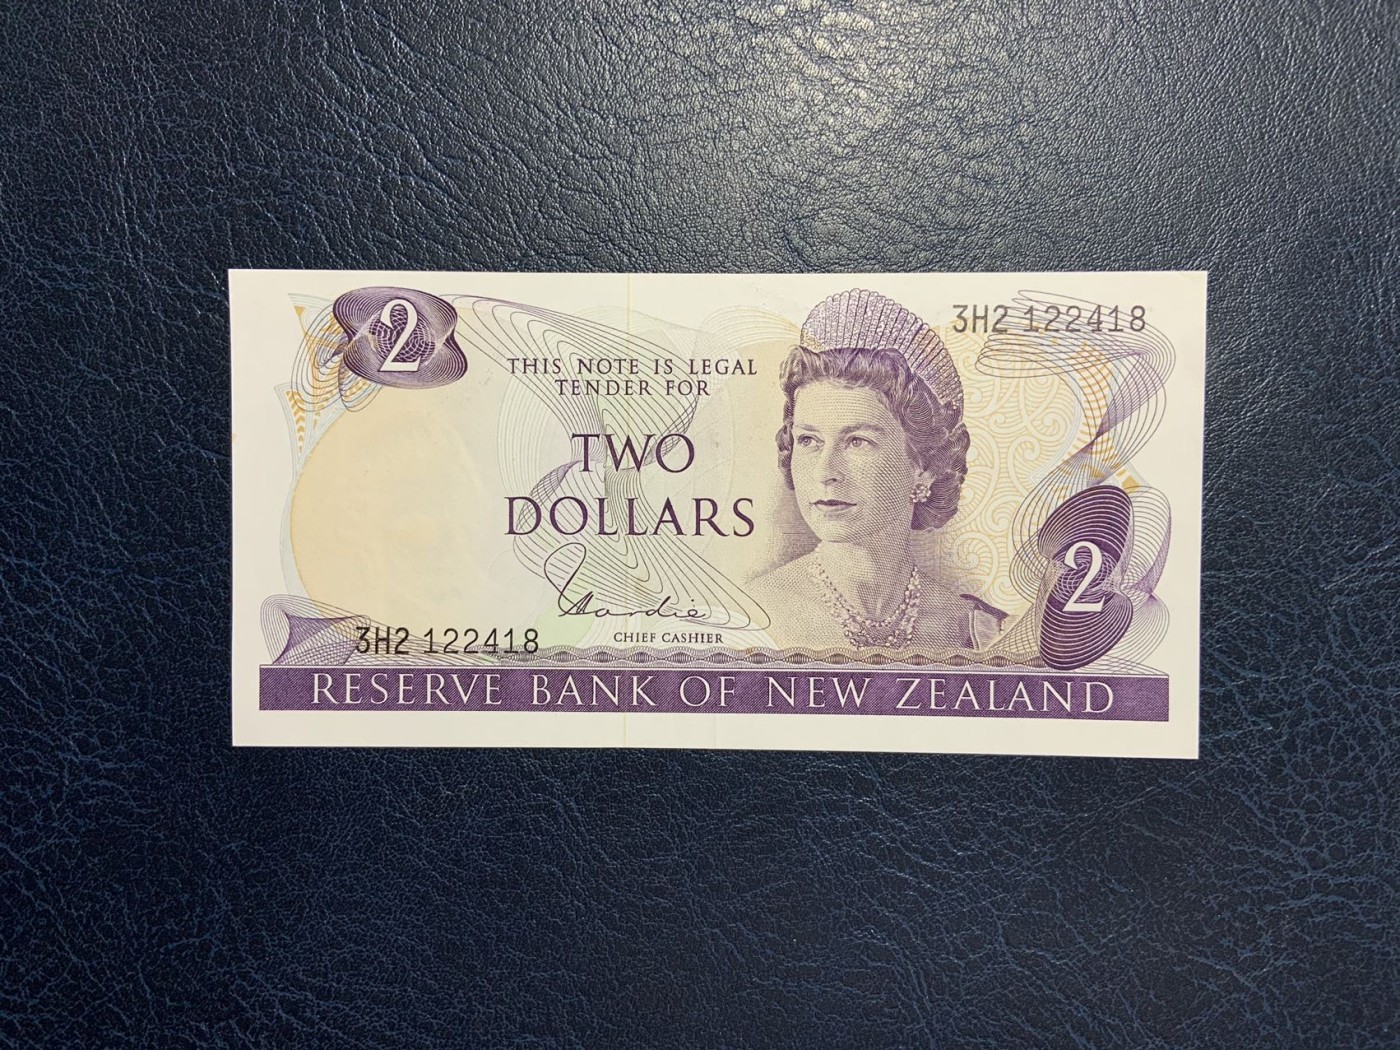 2
3H2 122418
THIS NOTE IS LEGAL
TENDER FOR
TWO
DOLLARS
Hardie
CHIEF CASHIER
3H2 122418
2
RESERVE BANK OF NEW ZEALAND